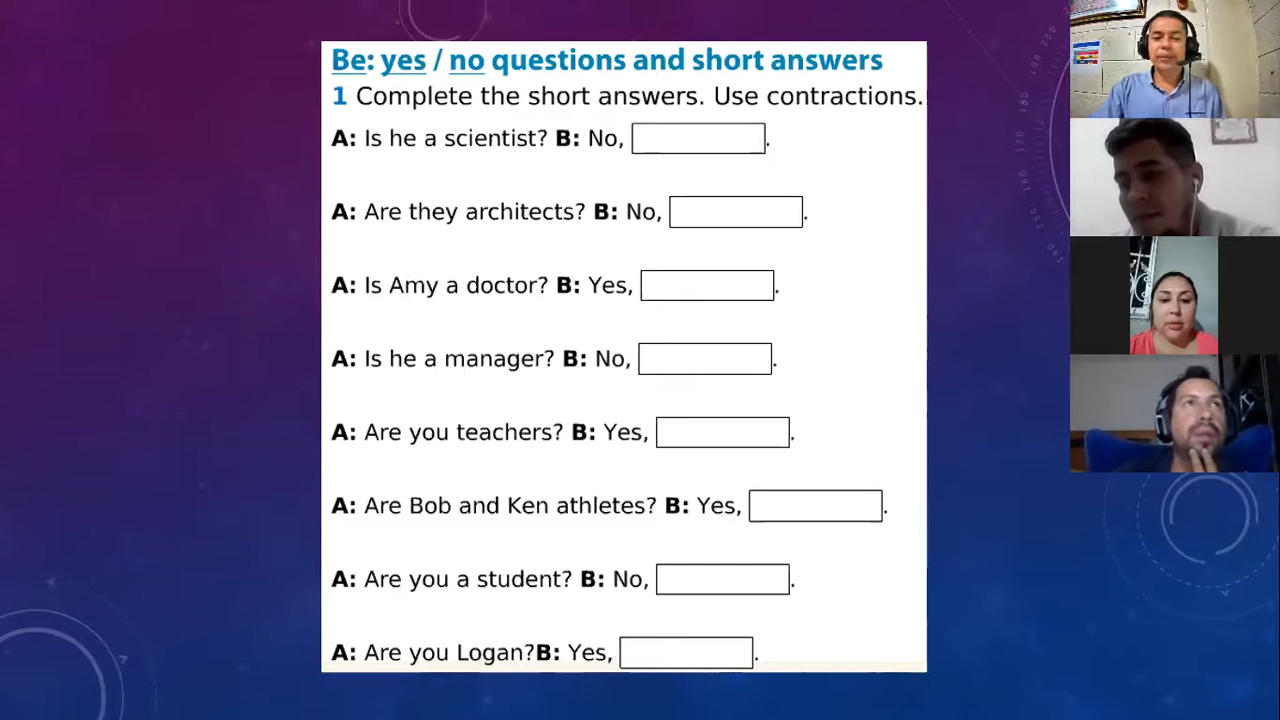 Be: yes / no questions and short answers
1 Complete the short answers. Use contractions.
A: Is he a scientist? B: No, .
A: Are they architects? B: No, .
A: Is Amy a doctor? B: Yes, .
A: Is he a manager? B: No, .
A: Are you teachers? B: Yes, .
A: Are Bob and Ken athletes? B: Yes, .
A: Are you a student? B: No, .
A: Are you Logan?B: Yes, .